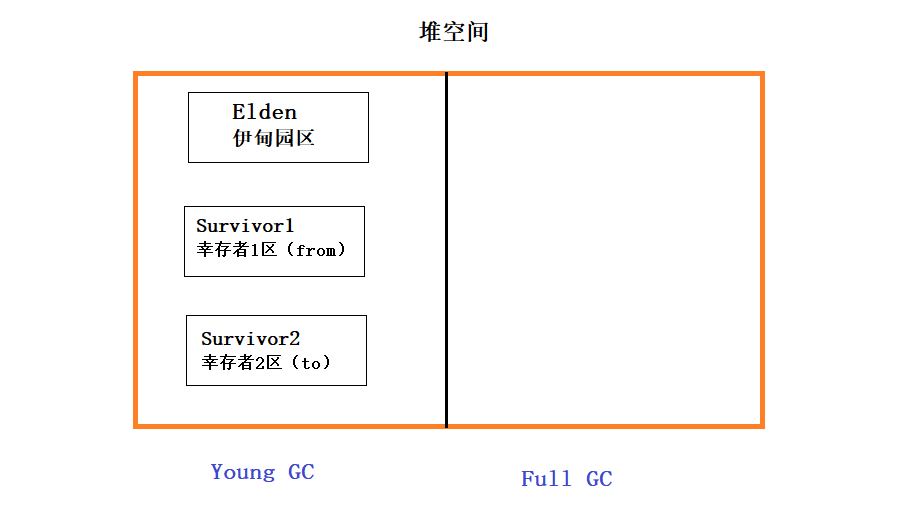 堆空间
Elden
伊甸园区
Survivor1
幸存者1区（from）
Survivor2
幸存者2区（to）
Young GC
Full GC